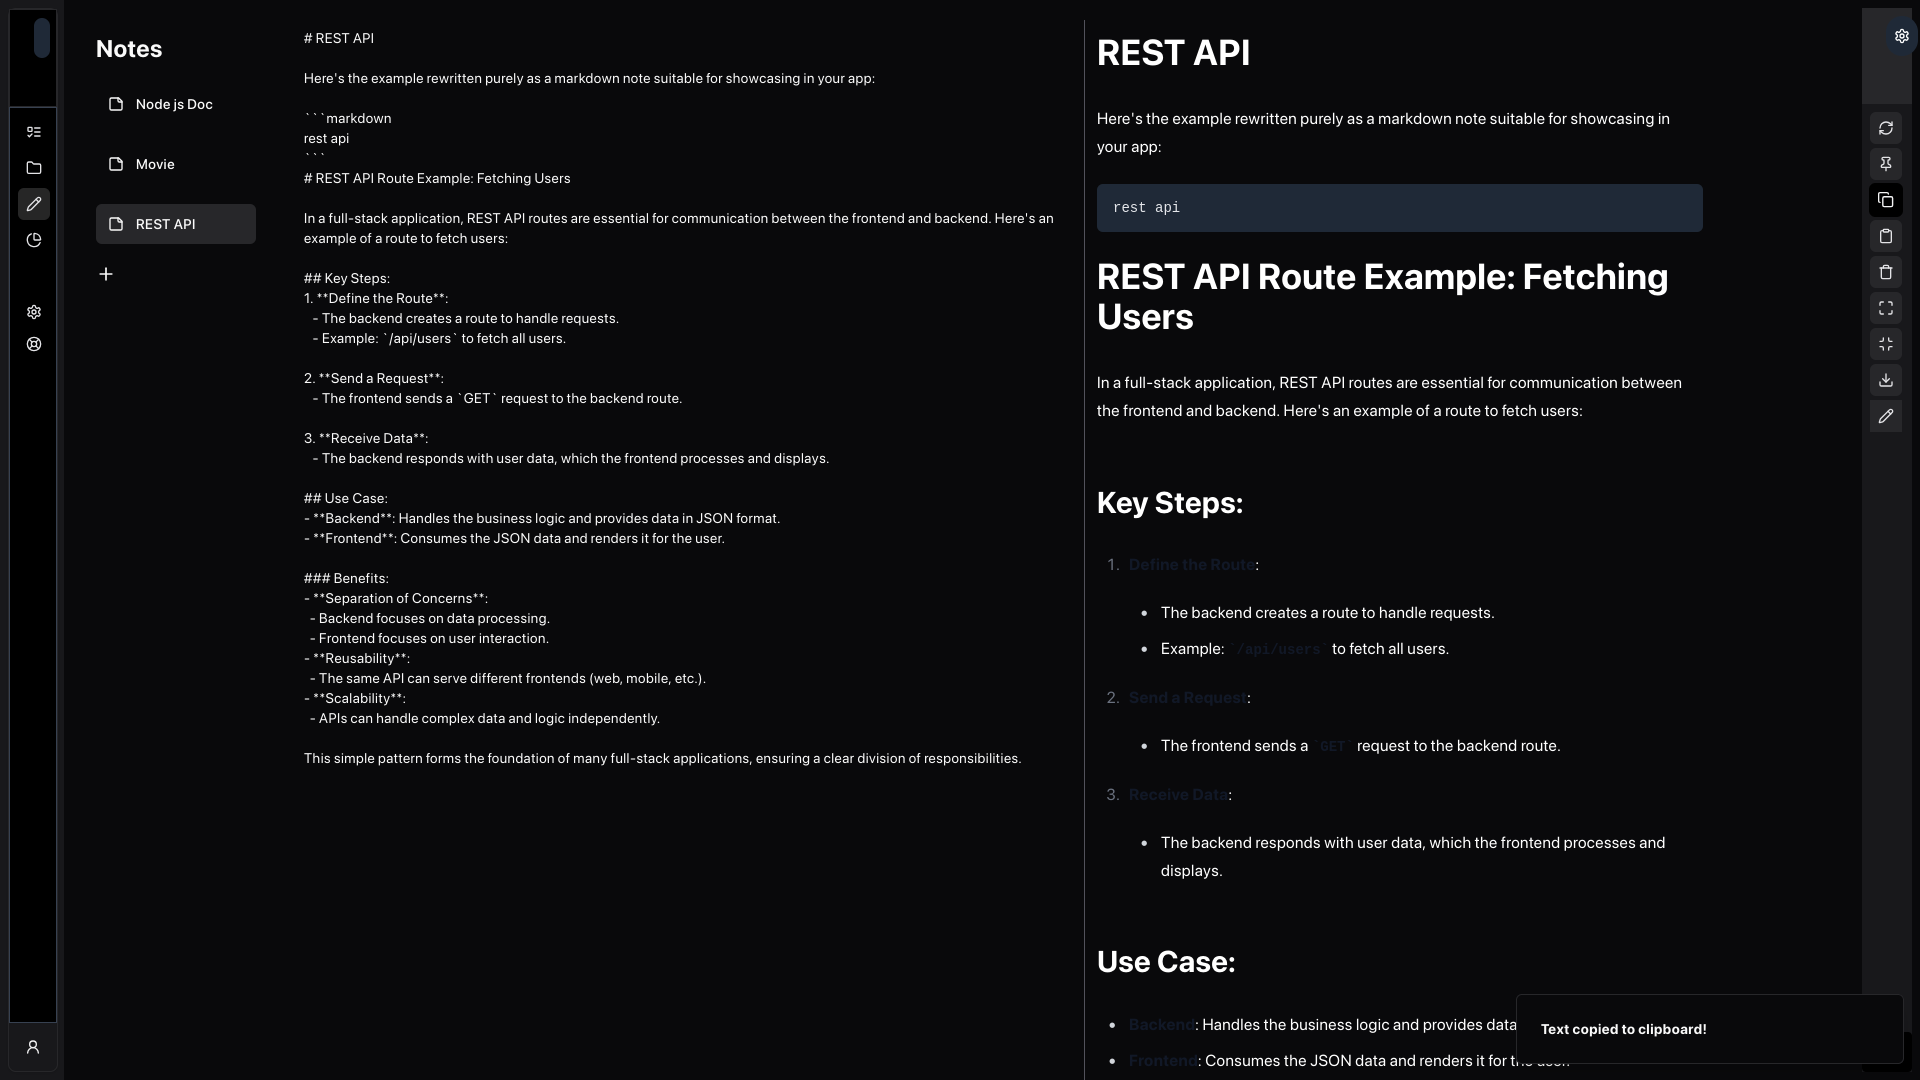 Notes
Node js Doc
Movie
REST API
# REST API
Here's the example rewritten purely as a markdown note suitable for showcasing in your app:
```markdown
rest api
```
# REST API Route Example: Fetching Users
In a full-stack application, REST API routes are essential for communication between the frontend and backend. Here's an
example of a route to fetch users:
## Key Steps:
1. **Define the Route**:
- The backend creates a route to handle requests.
- Example: `/api/users` to fetch all users.
2. **Send a Request**:
- The frontend sends a `GET` request to the backend route.
3. **Receive Data**:
- The backend responds with user data, which the frontend processes and displays.
## Use Case:
- **Backend**: Handles the business logic and provides data in JSON format.
- **Frontend**: Consumes the JSON data and renders it for the user.
### Benefits:
- **Separation of Concerns**:
- Backend focuses on data processing.
- Frontend focuses on user interaction.
- **Reusability**:
- The same API can serve different frontends (web, mobile, etc.).
- **Scalability**:
- APIs can handle complex data and logic independently.
This simple pattern forms the foundation of many full-stack applications, ensuring a clear division of responsibilities.
REST API
Here's the example rewritten purely as a markdown note suitable for showcasing in
your app:
rest api
REST API Route Example: Fetching
Users
In a full-stack application, REST API routes are essential for communication between
the frontend and backend. Here's an example of a route to fetch users:
Key Steps:
1. Define the Route:
• The backend creates a route to handle requests.
• Example: `/api/users` to fetch all users.
2. Send a Request:
• The frontend sends a `GET` request to the backend route.
3. Receive Data:
• The backend responds with user data, which the frontend processes and
displays.
Use Case:
• Backend: Handles the business logic and provides data
• Frontend: Consumes the JSON data and renders it for the user.
Text copied to clipboard!